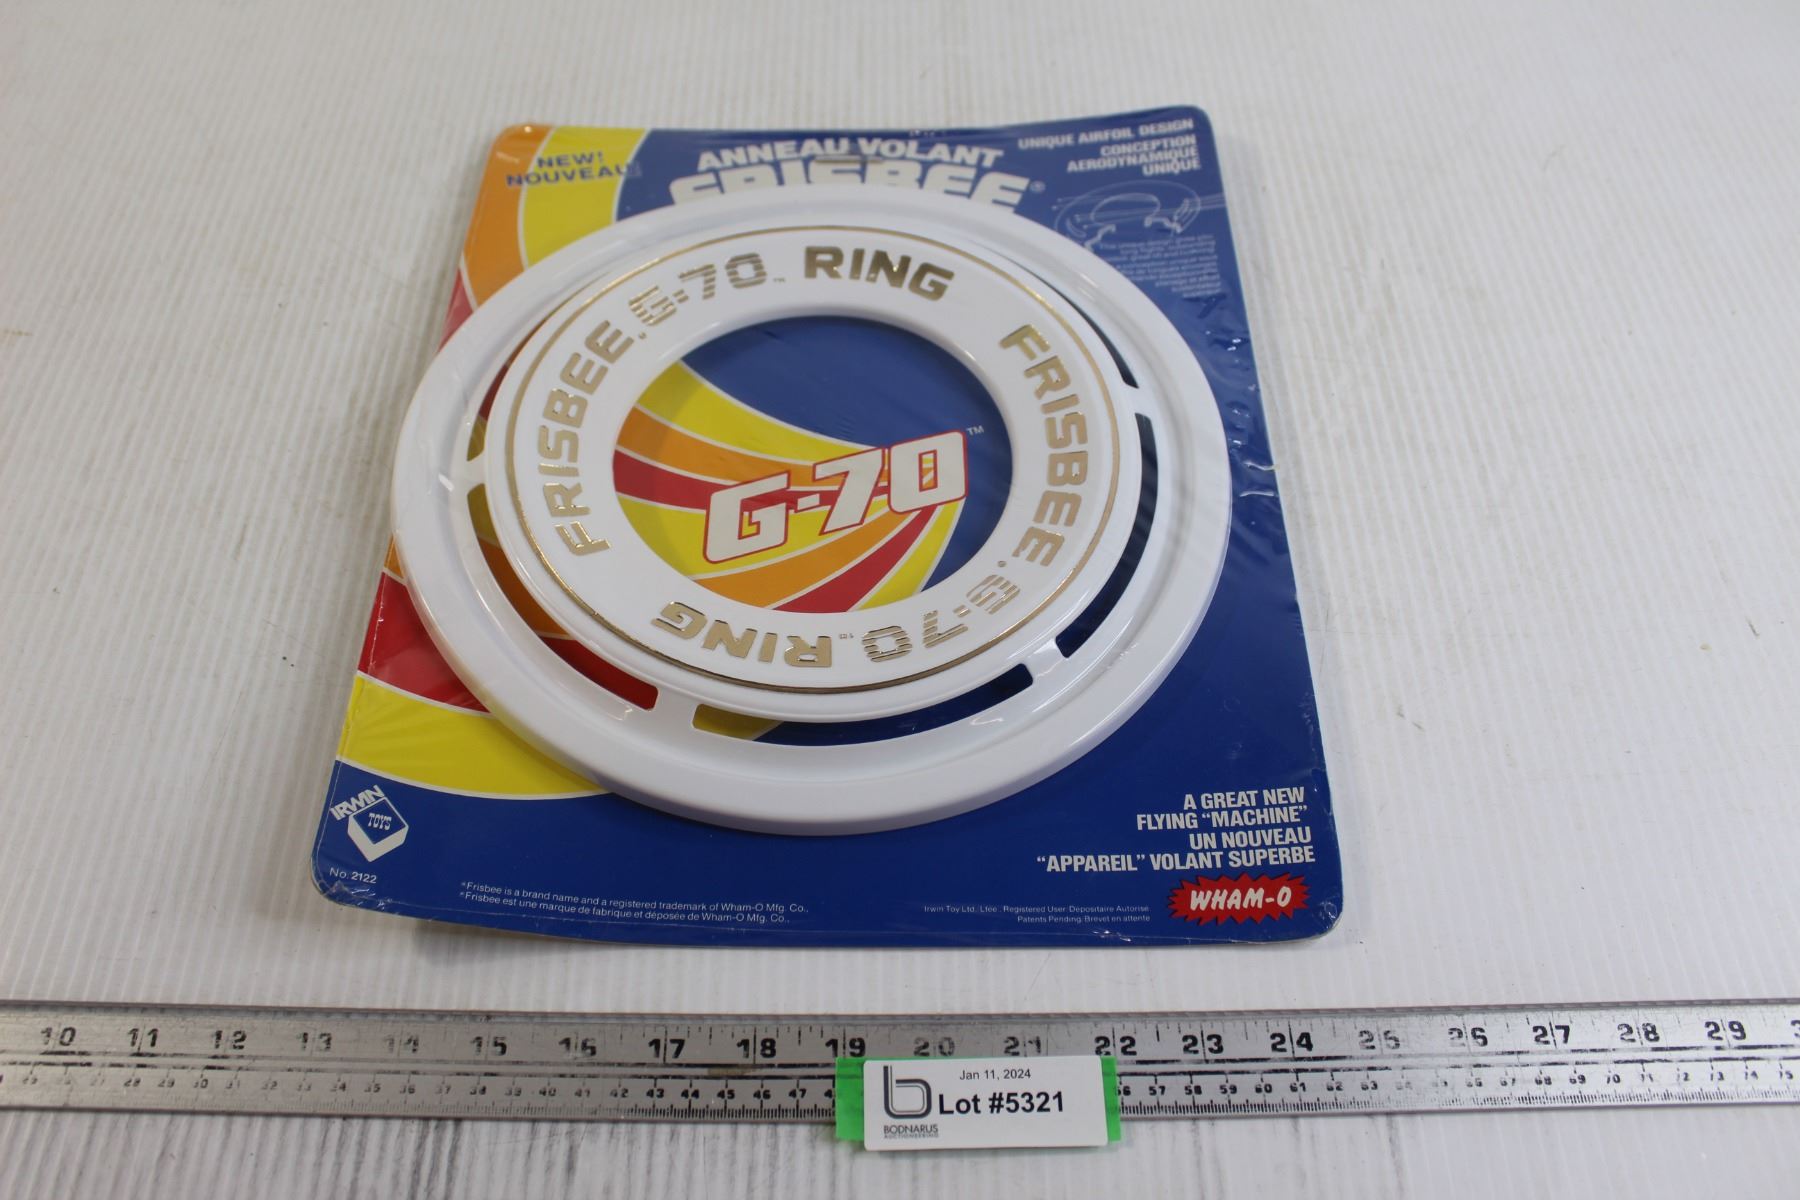 NEW!
NOUVEAU
ANNEAU VOLANT
FRISBEE®
UNIQUE AIRFOIL DESIGN
CONCEPTION
AERODYNAMIQUE
UNIQUE
FRISBEE® G-70™ RING
FRISBEE® G-70™ RING
G-70™
IRWIN
TOYS
No. 2122
*Frisbee is a brand name and a registered trademark of Wham-O Mfg. Co.,
*Frisbee est une marque de fabrique et déposée de Wham-O Mfg. Co.,
A GREAT NEW
FLYING “MACHINE”
UN NOUVEAU
“APPAREIL” VOLANT SUPERBE
WHAM-O
Irwin Toy Ltd., Ltee., Registered User-Depositaire Autorise
Patents Pending-Brevet en attente
10 11 12 13 14 15 16 17 18 19 20 21 22 23 24 25 26 27 28 29
Jan 11, 2024
Lot #5321
BODNARUS
AUCTIONEERING